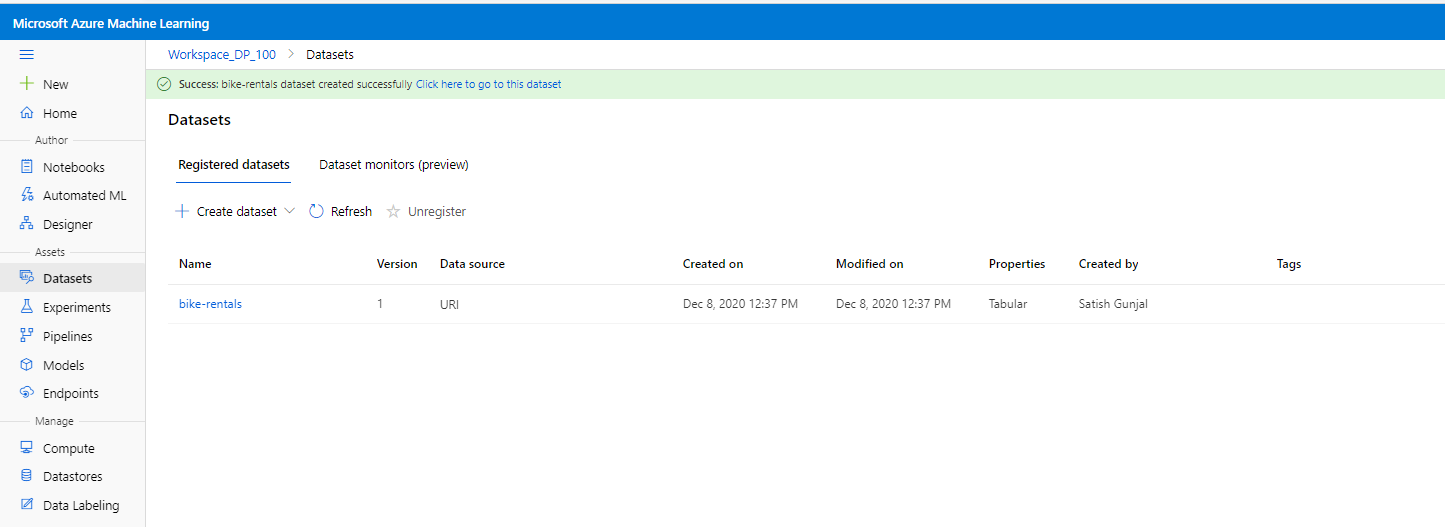 Microsoft Azure Machine Learning
Workspace_DP_100 > Datasets
Success: bike-rentals dataset created successfully Click here to go to this dataset
New
Home
Author
Notebooks
Automated ML
Designer
Assets
Datasets
Experiments
Pipelines
Models
Endpoints
Manage
Compute
Datastores
Data Labeling
Datasets
Registered datasets Dataset monitors (preview)
Create dataset Refresh Unregister
Name Version Data source Created on Modified on Properties Created by Tags
bike-rentals 1 URI Dec 8, 2020 12:37 PM Dec 8, 2020 12:37 PM Tabular Satish Gunjal